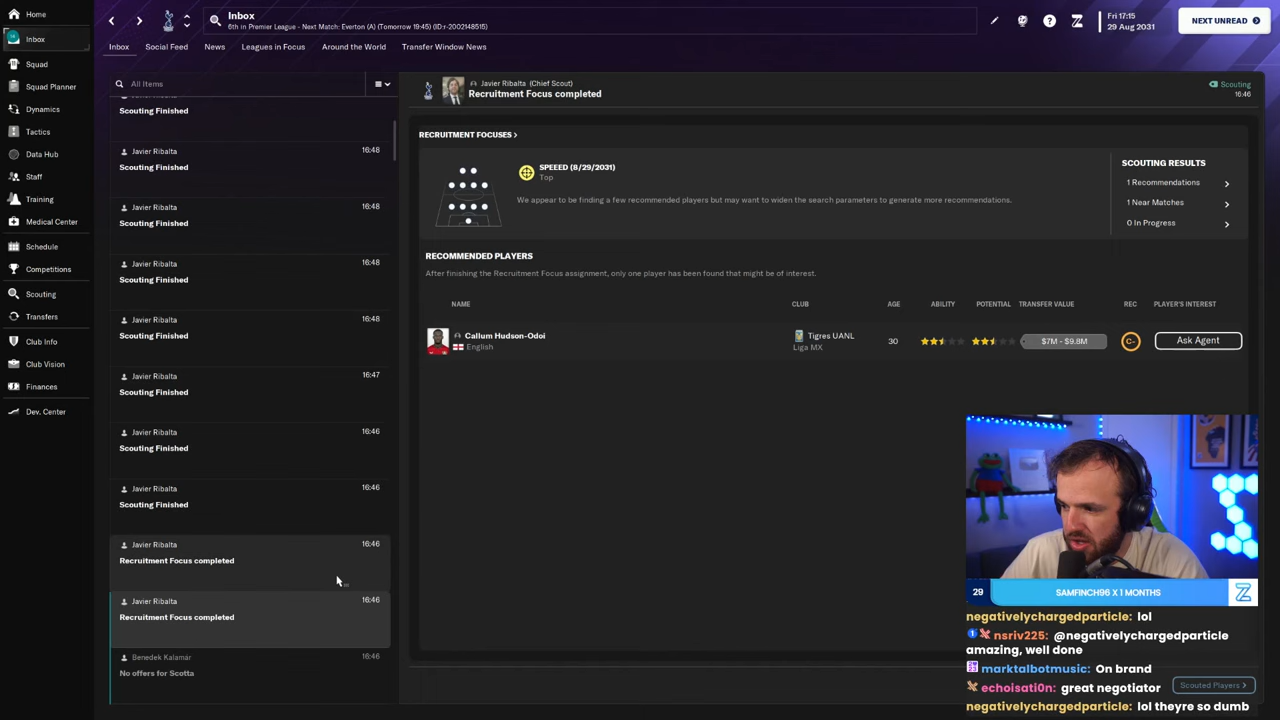 Home
Inbox
Squad
Squad Planner
Dynamics
Tactics
Data Hub
Staff
Training
Medical Center
Schedule
Competitions
Scouting
Transfers
Club Info
Club Vision
Finances
Dev. Center
Inbox
6th in Premier League - Next Match: Everton (A) (Tomorrow 19:45) (ID:r-2002148515)
Fri 17:15
29 Aug 2031
NEXT UNREAD
Inbox
Social Feed
News
Leagues in Focus
Around the World
Transfer Window News
All Items
Scouting Finished
Javier Ribalta 16:48
Scouting Finished
Javier Ribalta 16:48
Scouting Finished
Javier Ribalta 16:48
Scouting Finished
Javier Ribalta 16:48
Scouting Finished
Javier Ribalta 16:47
Scouting Finished
Javier Ribalta 16:46
Scouting Finished
Javier Ribalta 16:46
Scouting Finished
Javier Ribalta 16:46
Recruitment Focus completed
Javier Ribalta 16:46
Recruitment Focus completed
Benedek Kalamár 16:46
No offers for Scotta
Javier Ribalta (Chief Scout)
Recruitment Focus completed
Scouting
16:46
RECRUITMENT FOCUSES >
SPEEED (8/29/2031)
Top
We appear to be finding a few recommended players but may want to widen the search parameters to generate more recommendations.
SCOUTING RESULTS
1 Recommendations
1 Near Matches
0 In Progress
RECOMMENDED PLAYERS
After finishing the Recruitment Focus assignment, only one player has been found that might be of interest.
NAME CLUB AGE ABILITY POTENTIAL TRANSFER VALUE REC PLAYER'S INTEREST
Callum Hudson-Odoi
English
Tigres UANL
Liga MX
30
$7M - $9.8M
C-
Ask Agent
29 SAMFINCH96 X 1 MONTHS
negativelychargedparticle: lol
nsriv225: @negativelychargedparticle
amazing, well done
marktalbotmusic: On brand
echoisati0n: great negotiator
negativelychargedparticle: lol theyre so dumb
Scouted Players >